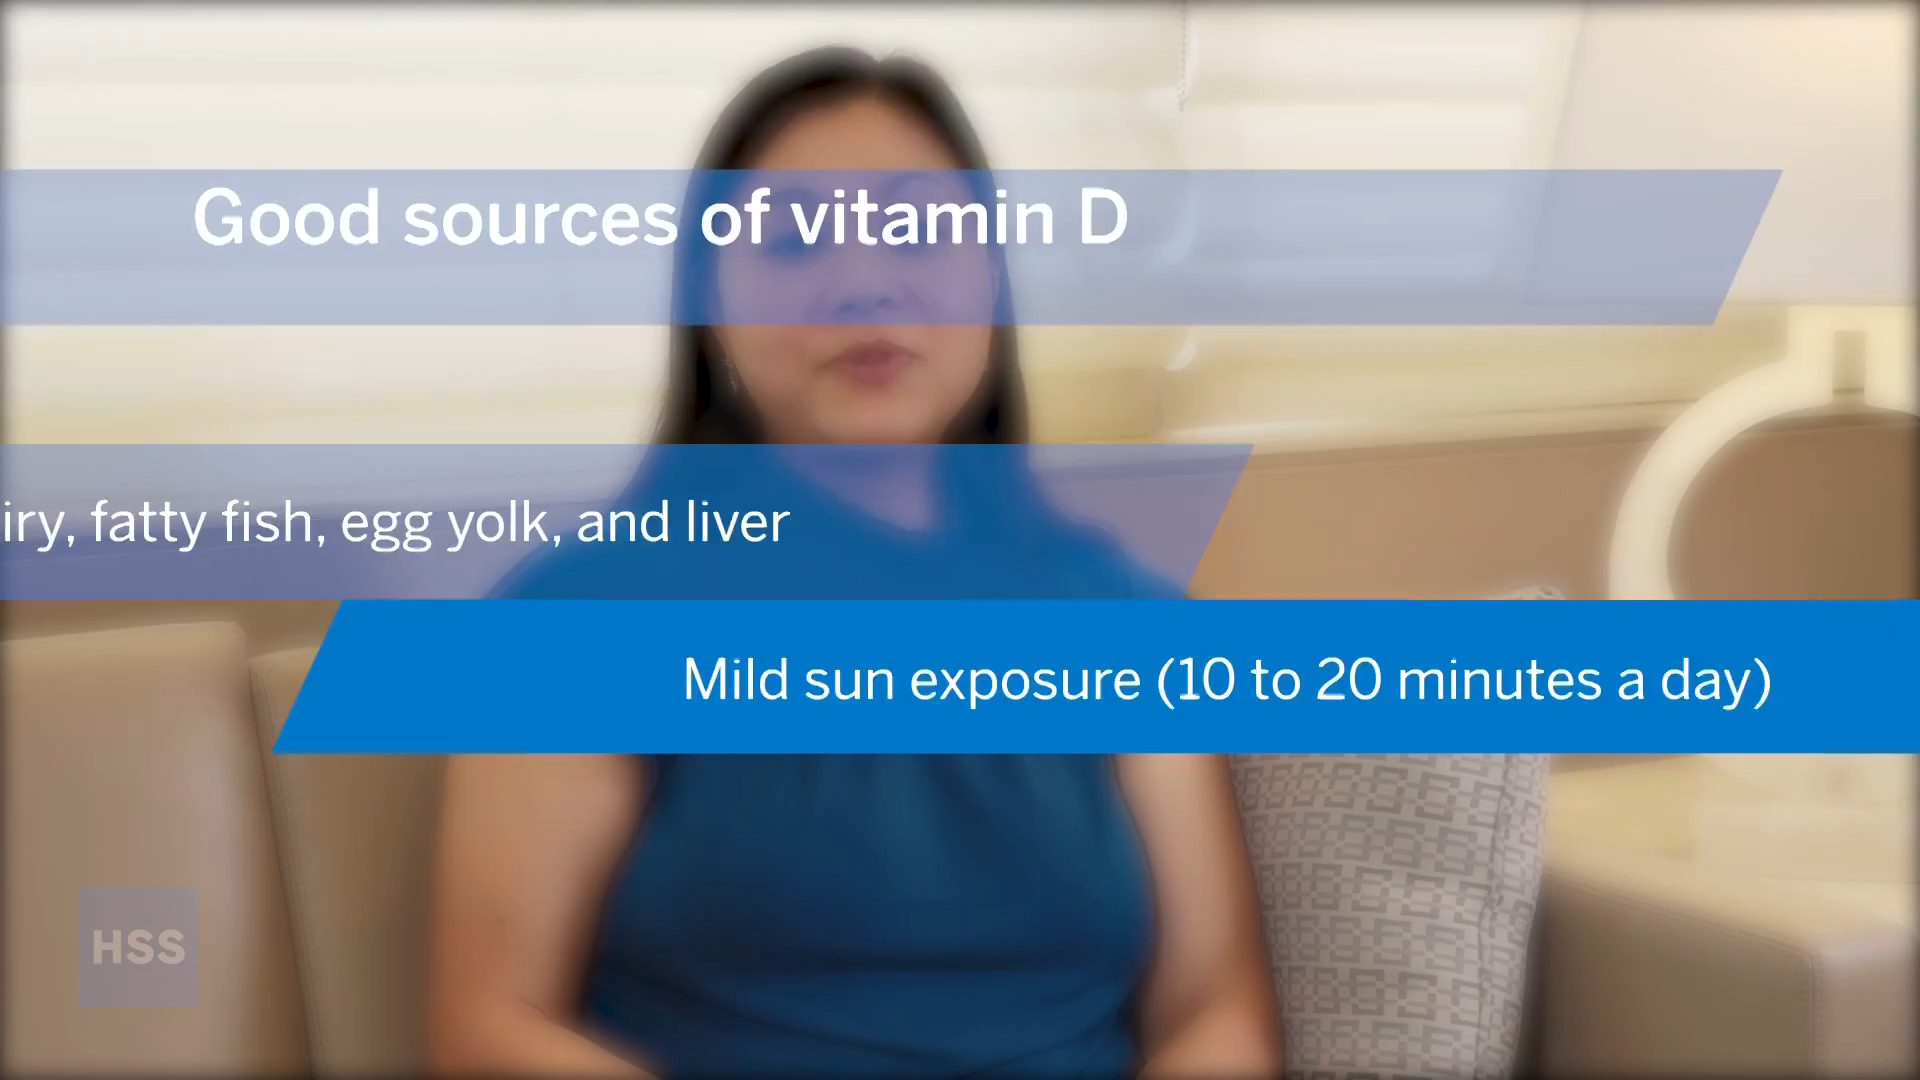 Good sources of vitamin D
iry, fatty fish, egg yolk, and liver
Mild sun exposure (10 to 20 minutes a day)
HSS